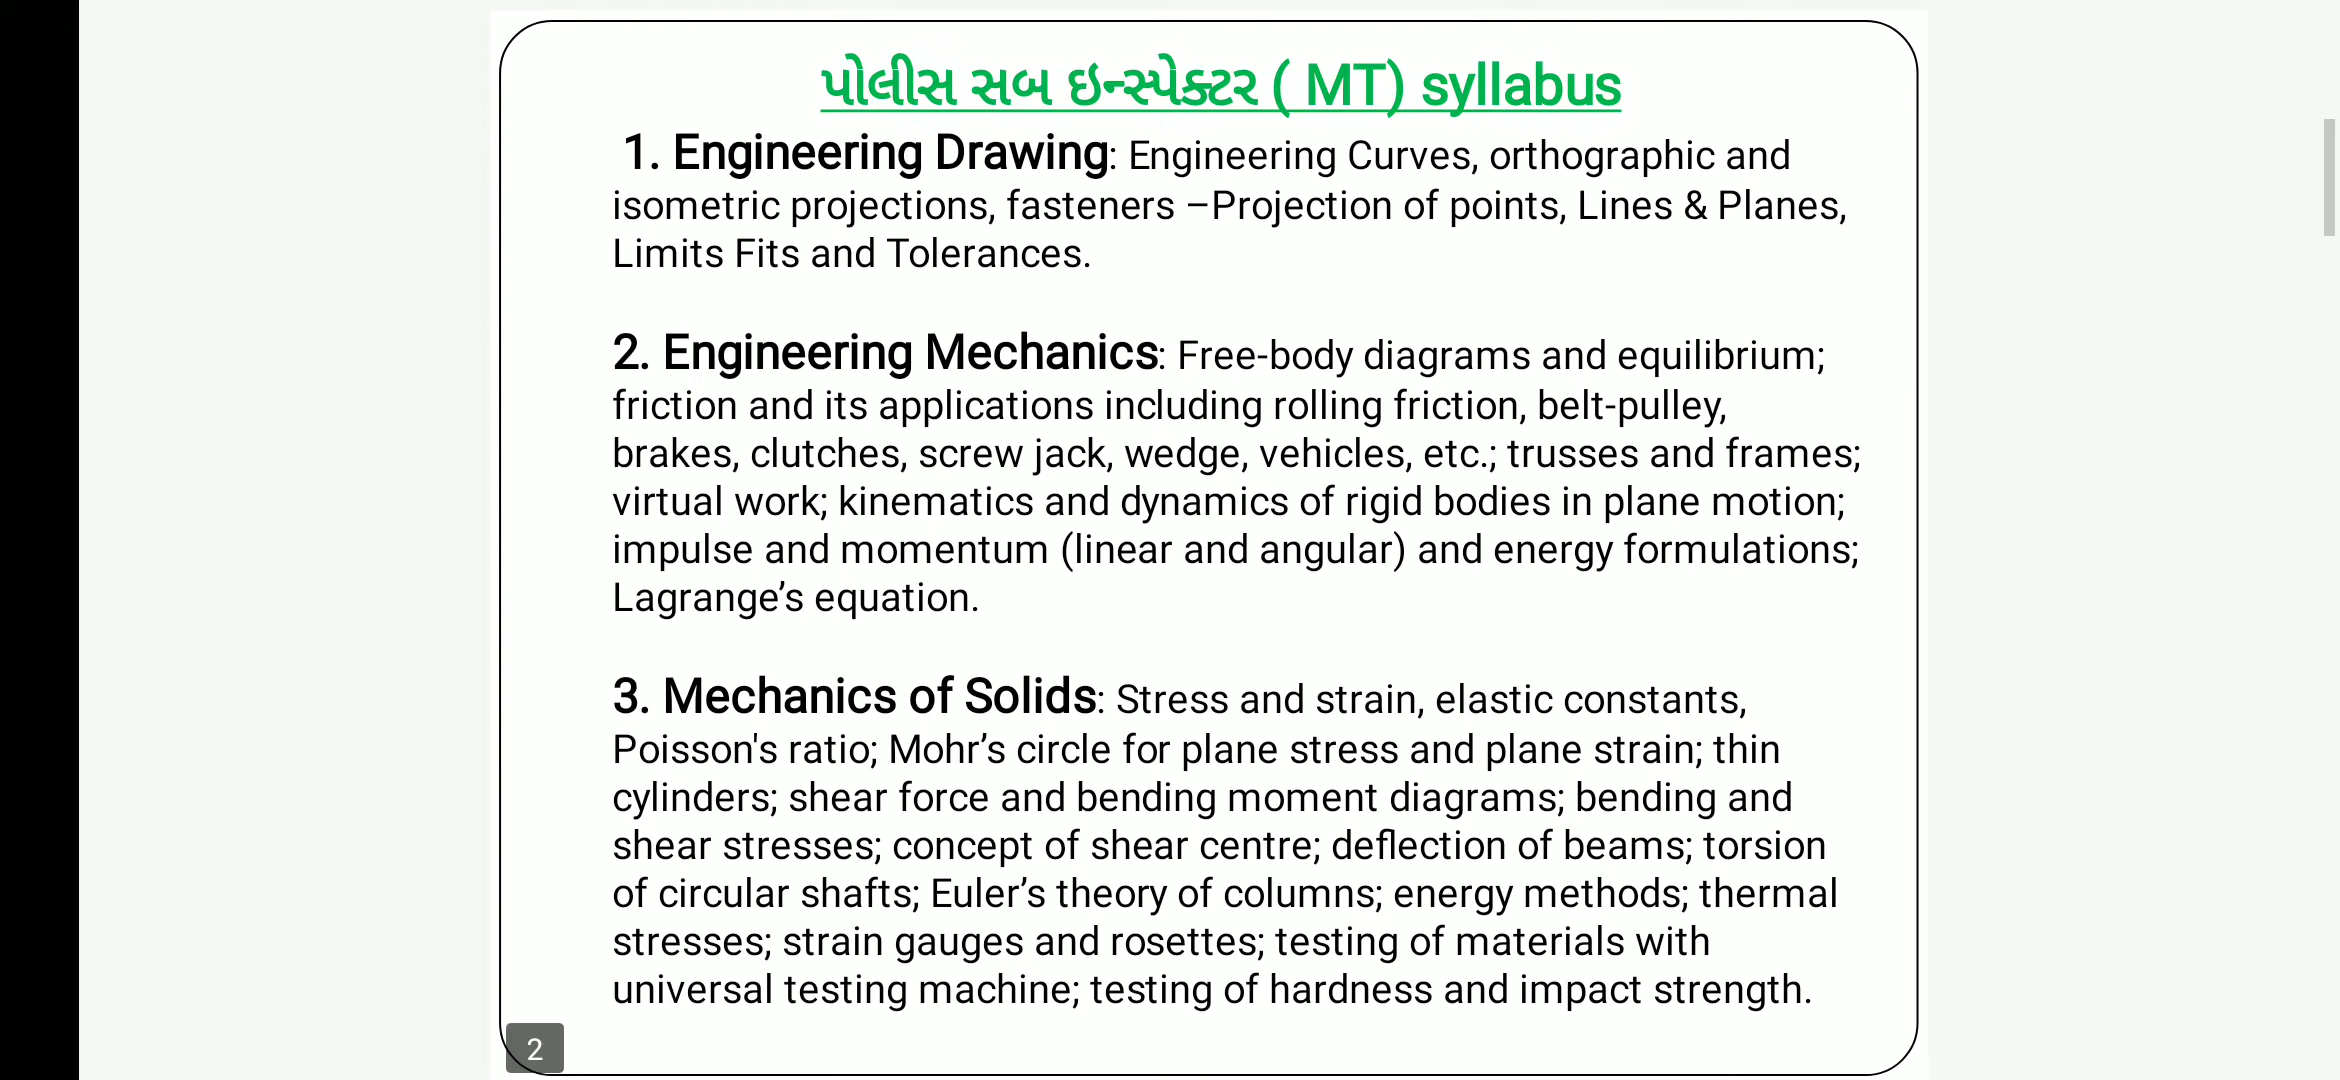 પોલીસ સબ ઇન્સ્પેક્ટર ( MT) syllabus
1. Engineering Drawing: Engineering Curves, orthographic and
isometric projections, fasteners –Projection of points, Lines & Planes,
Limits Fits and Tolerances.
2. Engineering Mechanics: Free-body diagrams and equilibrium;
friction and its applications including rolling friction, belt-pulley,
brakes, clutches, screw jack, wedge, vehicles, etc.; trusses and frames;
virtual work; kinematics and dynamics of rigid bodies in plane motion;
impulse and momentum (linear and angular) and energy formulations;
Lagrange’s equation.
3. Mechanics of Solids: Stress and strain, elastic constants,
Poisson's ratio; Mohr’s circle for plane stress and plane strain; thin
cylinders; shear force and bending moment diagrams; bending and
shear stresses; concept of shear centre; deflection of beams; torsion
of circular shafts; Euler’s theory of columns; energy methods; thermal
stresses; strain gauges and rosettes; testing of materials with
universal testing machine; testing of hardness and impact strength.
2